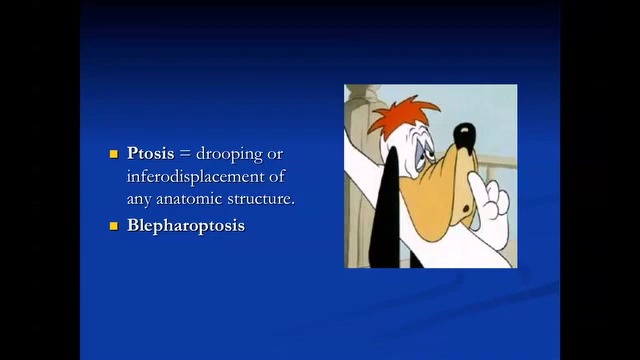 Ptosis = drooping or
inferodisplacement of
any anatomic structure.
Blepharoptosis